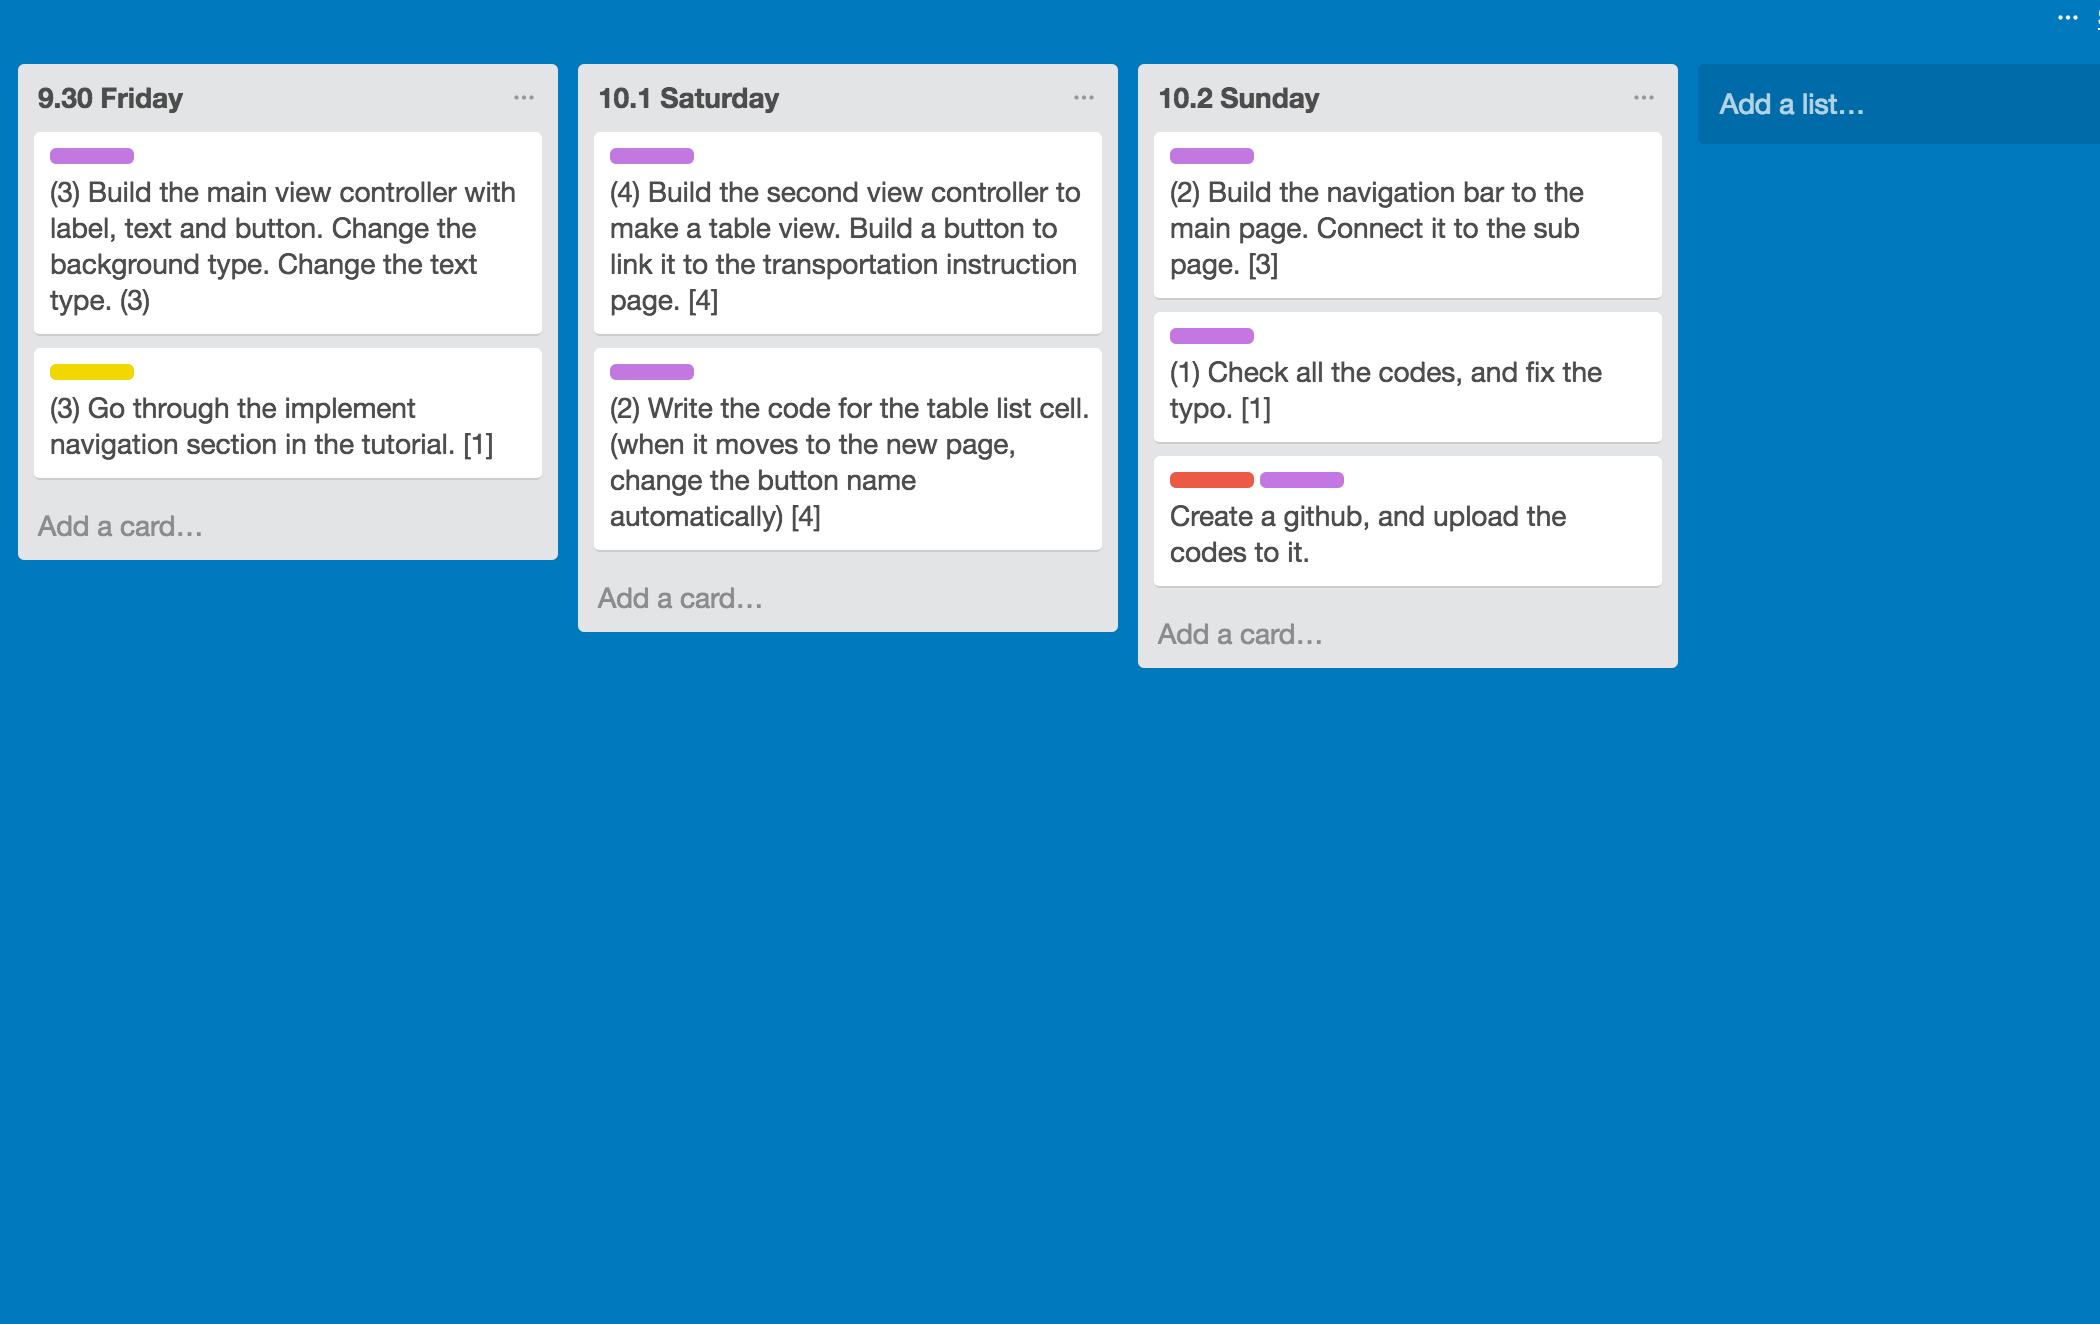 9.30 Friday
(3) Build the main view controller with
label, text and button. Change the
background type. Change the text
type. (3)
(3) Go through the implement
navigation section in the tutorial. [1]
Add a card…
10.1 Saturday
(4) Build the second view controller to
make a table view. Build a button to
link it to the transportation instruction
page. [4]
(2) Write the code for the table list cell.
(when it moves to the new page,
change the button name
automatically) [4]
Add a card…
10.2 Sunday
(2) Build the navigation bar to the
main page. Connect it to the sub
page. [3]
(1) Check all the codes, and fix the
typo. [1]
Create a github, and upload the
codes to it.
Add a card…
Add a list…